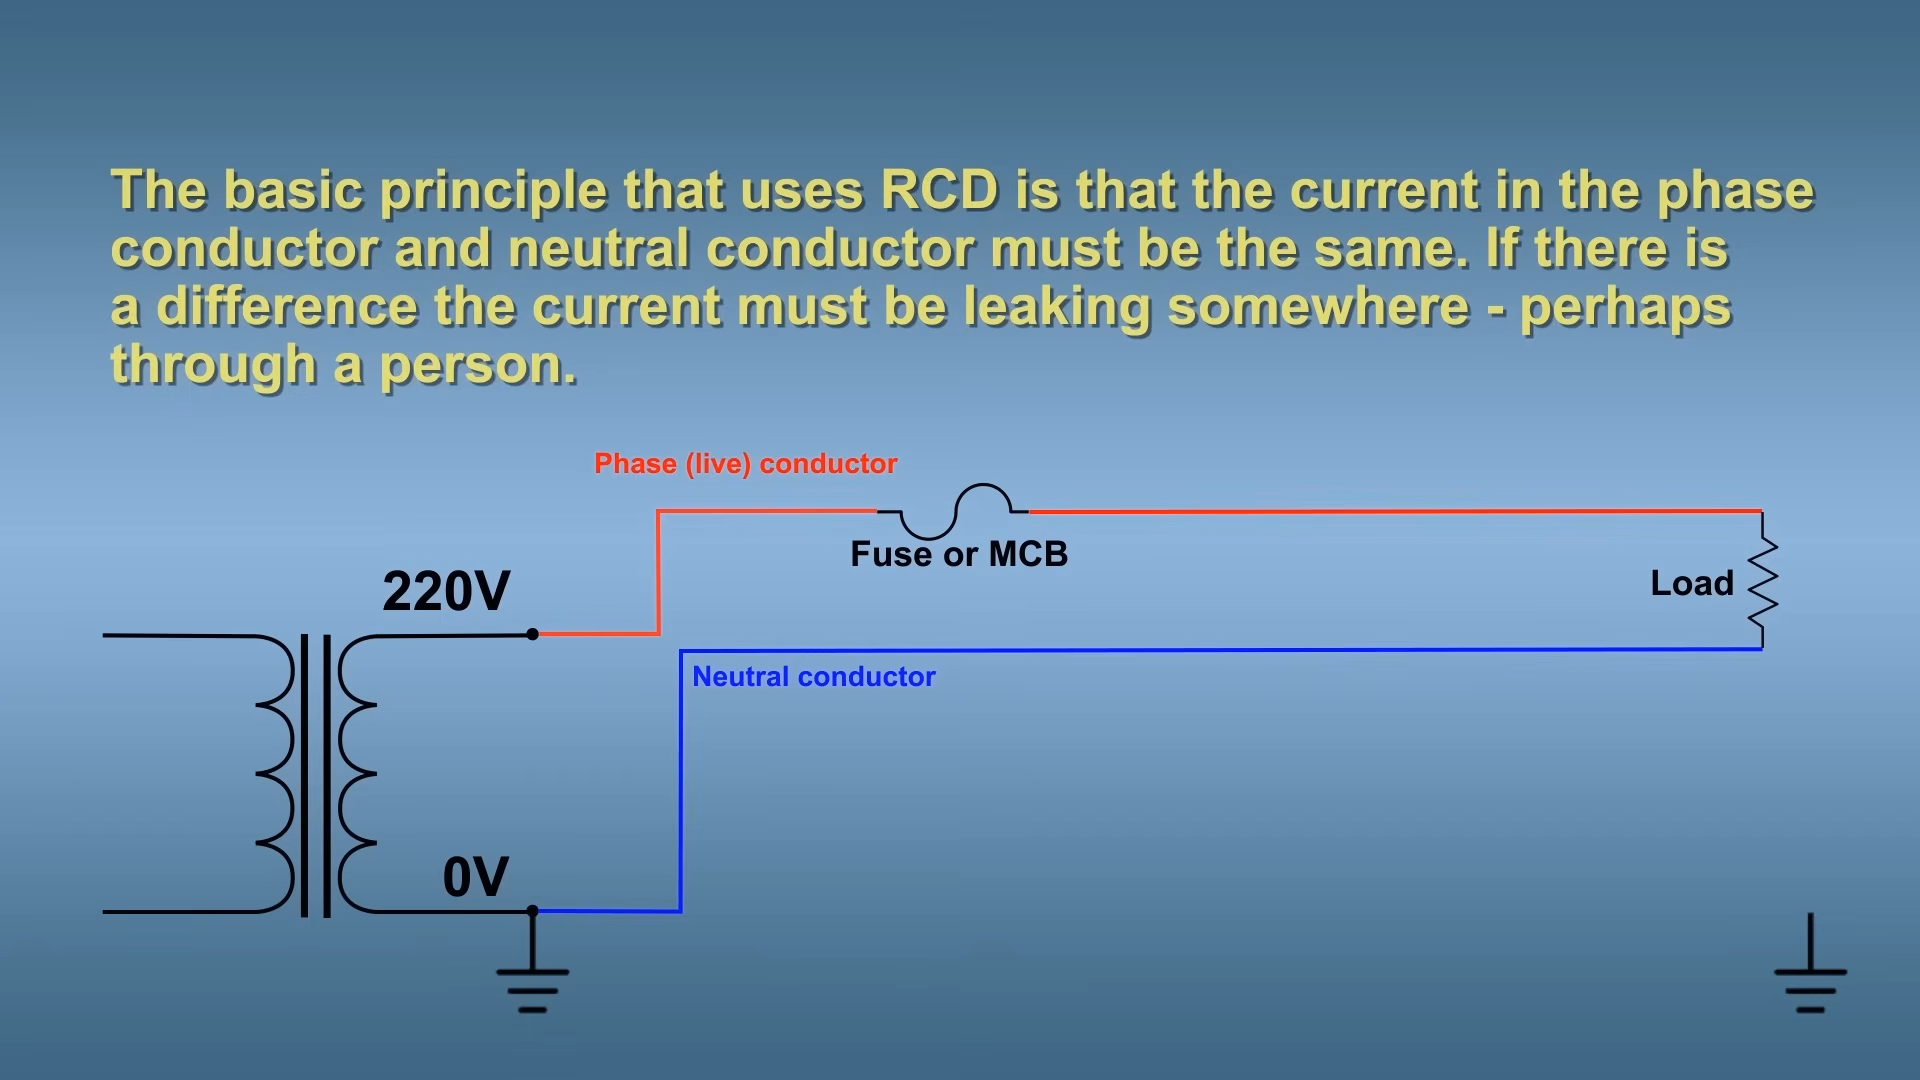 The basic principle that uses RCD is that the current in the phase
conductor and neutral conductor must be the same. If there is
a difference the current must be leaking somewhere - perhaps
through a person.
Phase (live) conductor
Fuse or MCB
220V
Load
Neutral conductor
0V